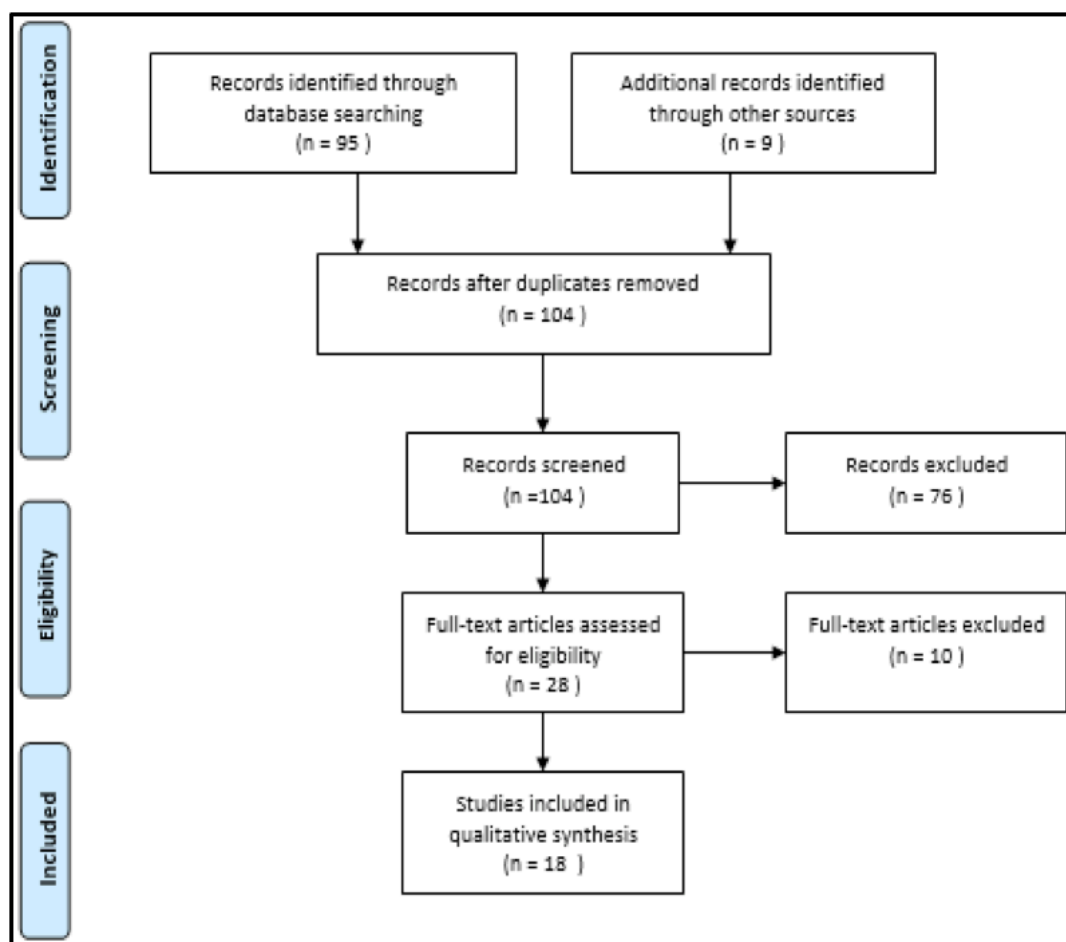 Identification
Records identified through
database searching
(n = 95 )
Additional records identified
through other sources
(n = 9 )
Screening
Records after duplicates removed
(n = 104 )
Records screened
(n =104 )
Records excluded
(n = 76 )
Eligibility
Full-text articles assessed
for eligibility
(n = 28 )
Full-text articles excluded
(n = 10 )
Included
Studies included in
qualitative synthesis
(n = 18 )